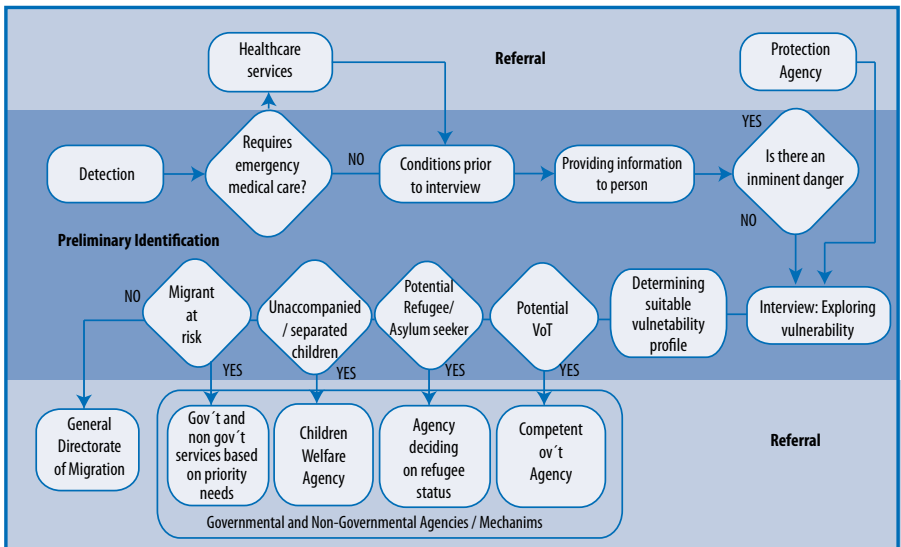 Healthcare
services
Referral
Protection
Agency
YES
Requires
emergency
medical care?
NO
Detection
Conditions prior
to interview
Providing information
to person
Is there an
inminent danger
NO
Preliminary Identification
NO
Migrant
at
risk
Unaccompanied
/ separated
children
Potential
Refugee/
Asylum seeker
Potential
VoT
Determining
suitable
vulnetability
profile
Interview: Exploring
vulnerability
YES
YES
YES
YES
General
Directorate
of Migration
Gov´t and
non gov´t
services based
on priority
needs
Children
Welfare
Agency
Agency
deciding
on refugee
status
Competent
ov´t
Agency
Referral
Governmental and Non-Governmental Agencies / Mechanims